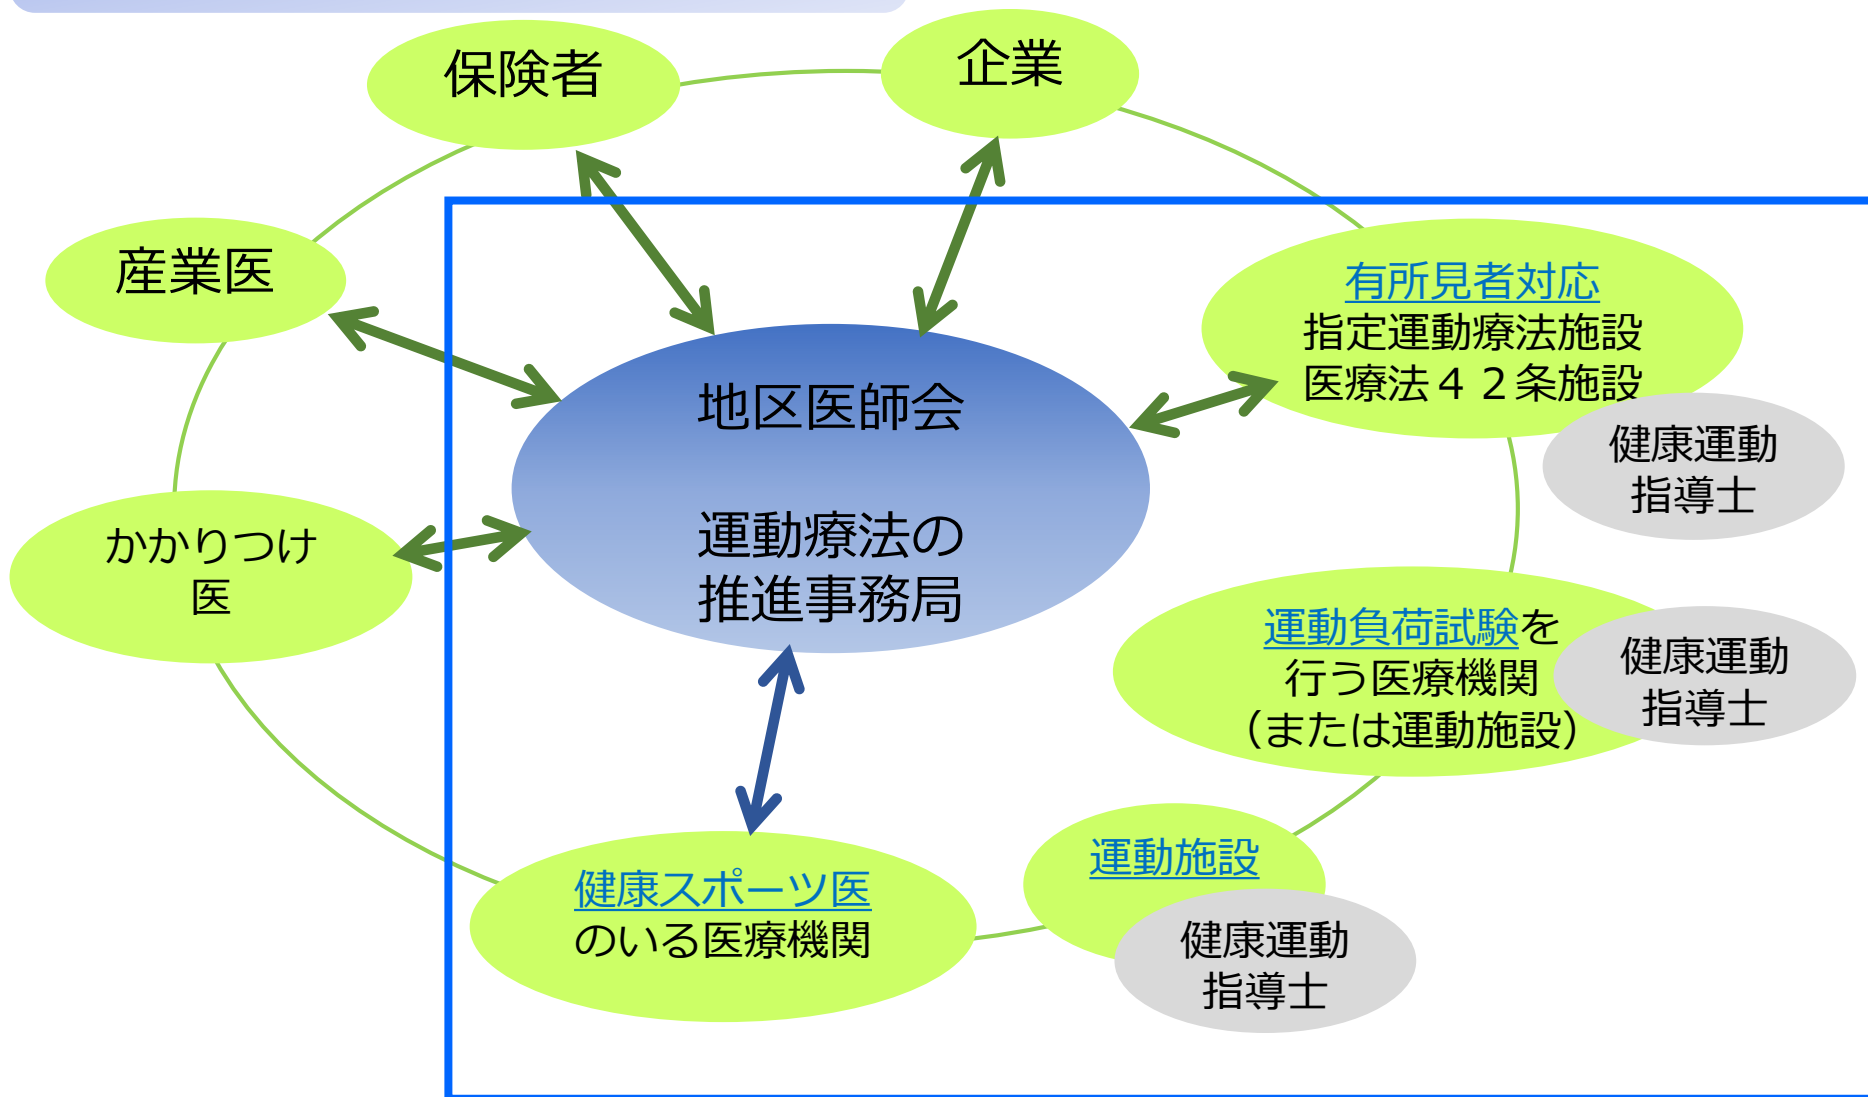 保険者
企業
産業医
有所見者対応
指定運動療法施設
医療法４２条施設
健康運動
指導士
地区医師会
運動療法の
推進事務局
かかりつけ
医
運動負荷試験を
行う医療機関
（または運動施設）
健康運動
指導士
運動施設
健康運動
指導士
健康スポーツ医
のいる医療機関